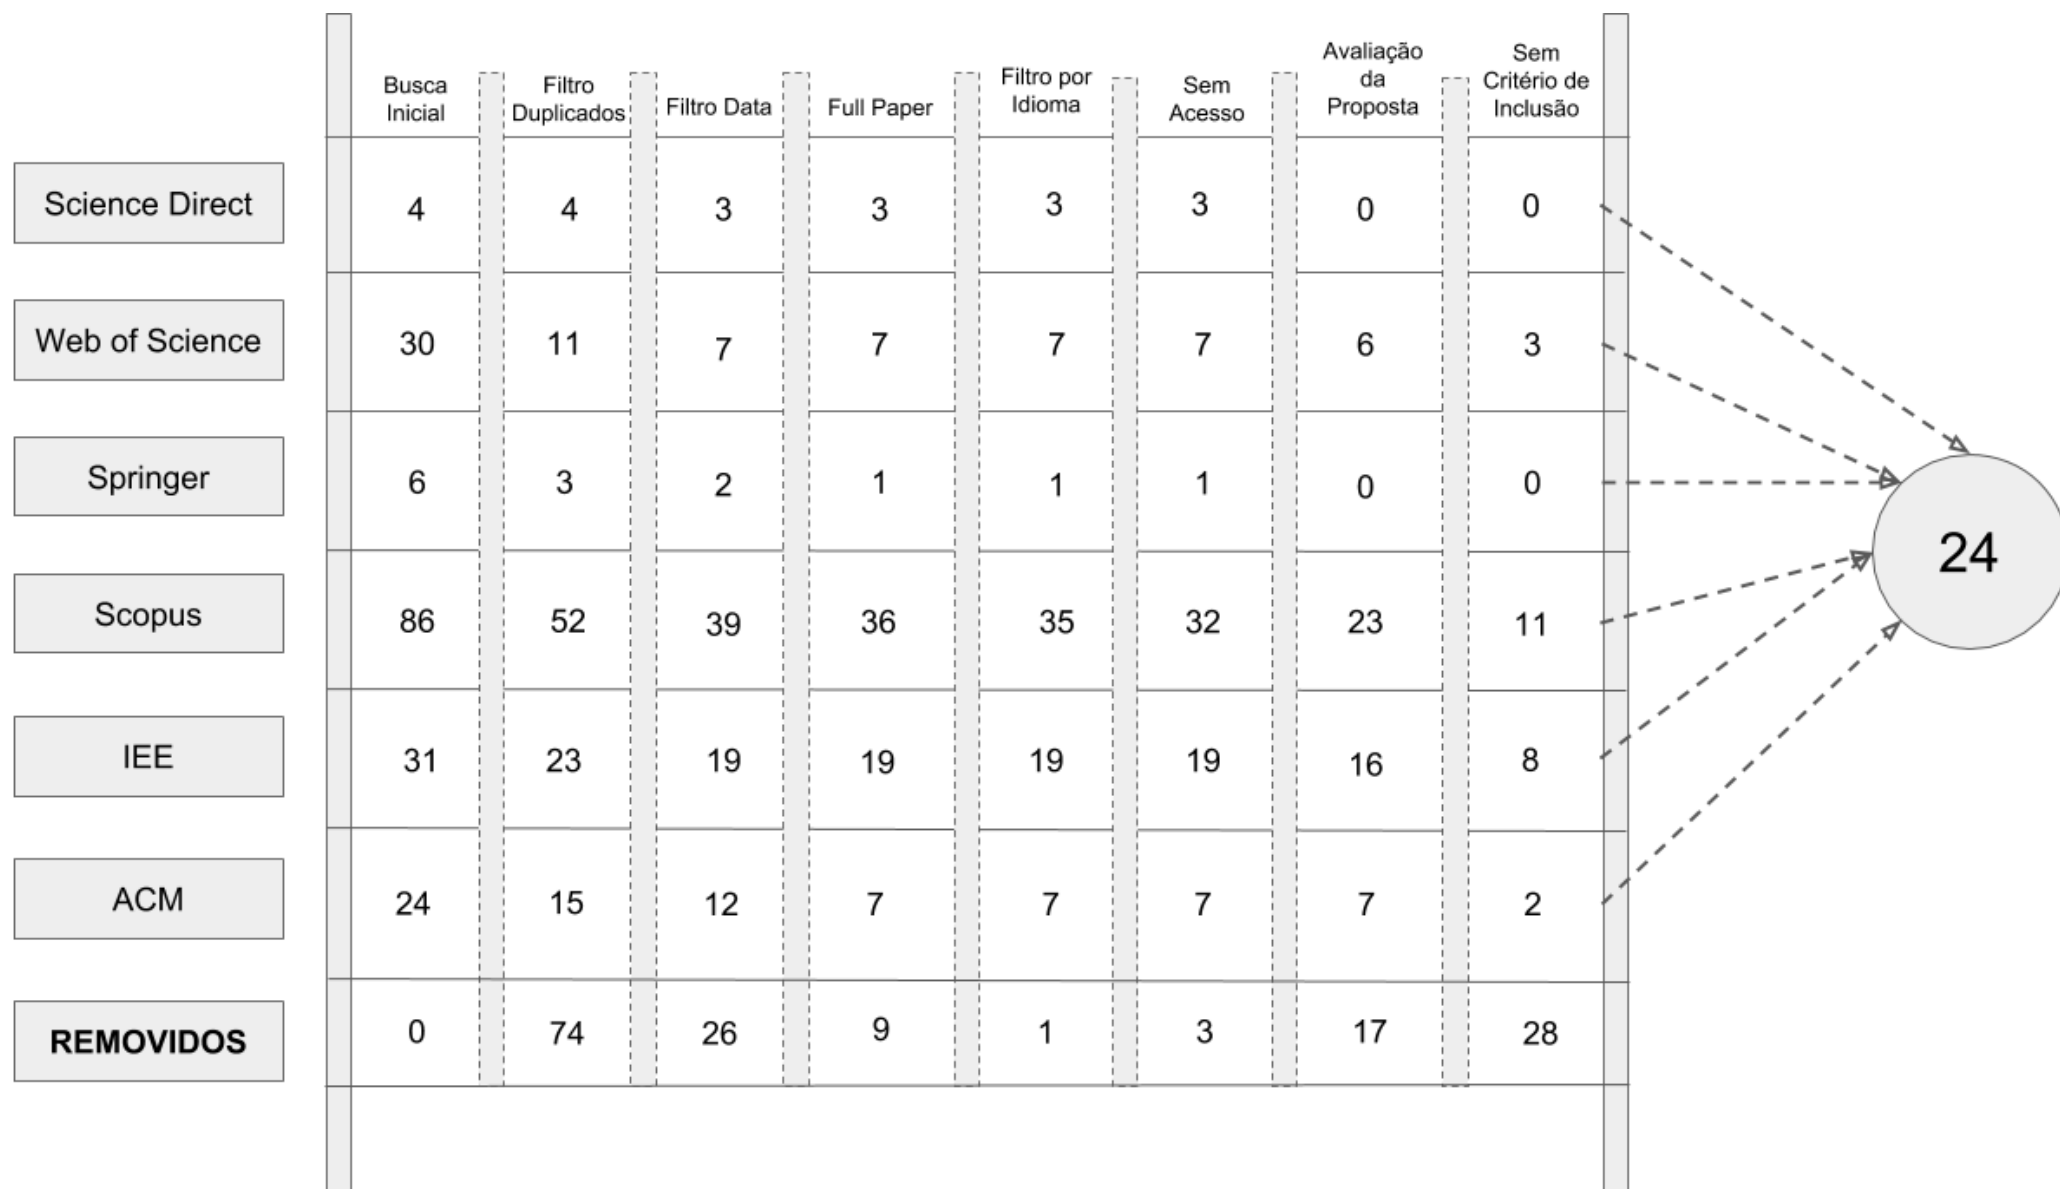 Busca
Inicial
Filtro
Duplicados
Filtro Data
Full Paper
Filtro por
Idioma
Sem
Acesso
Avaliação
da
Proposta
Sem
Critério de
Inclusão
Science Direct 4 4 3 3 3 3 0 0
Web of Science 30 11 7 7 7 7 6 3
Springer 6 3 2 1 1 1 0 0
24
Scopus 86 52 39 36 35 32 23 11
IEE 31 23 19 19 19 19 16 8
ACM 24 15 12 7 7 7 7 2
REMOVIDOS 0 74 26 9 1 3 17 28